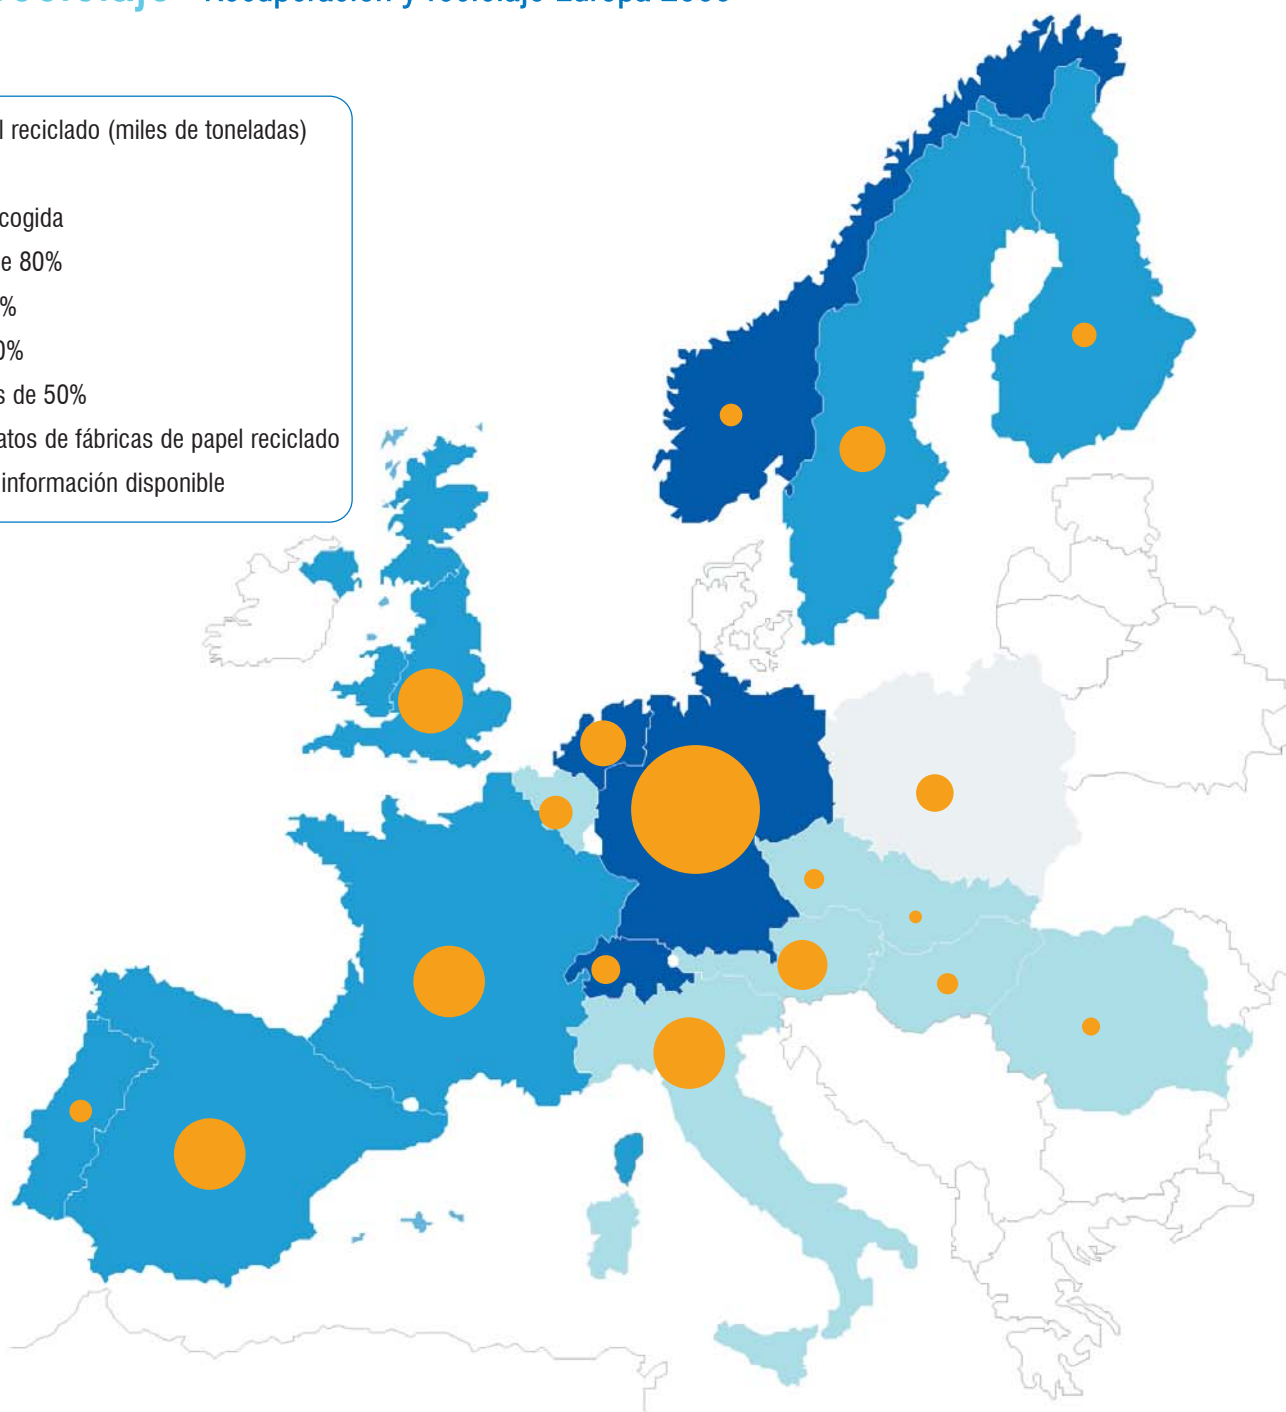 Recuperación y reciclaje Europa
l reciclado (miles de toneladas)
cogida
e 80%
%
0%
s de 50%
atos de fábricas de papel reciclado
información disponible